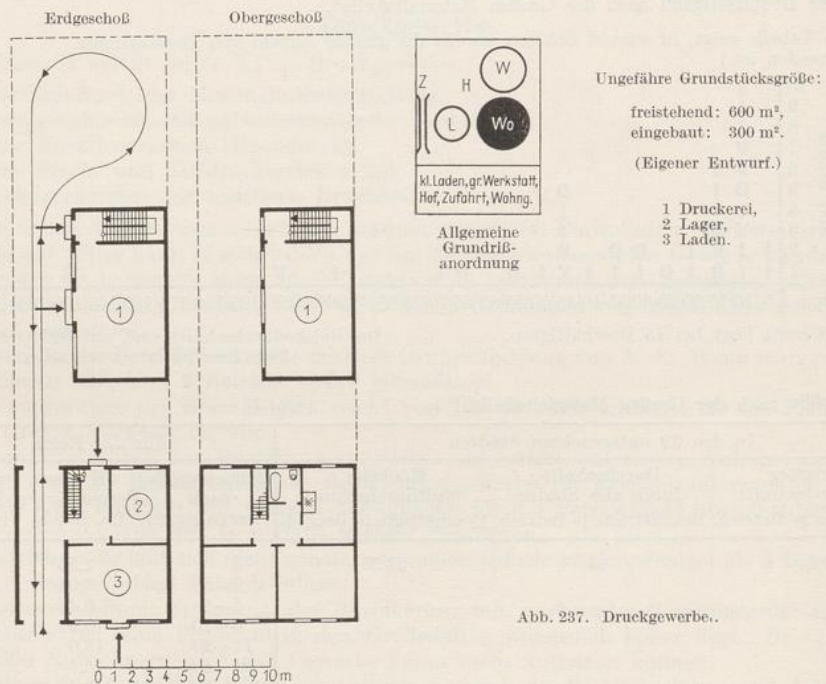 Erdgeschoß
Obergeschoß
W
Z
H
L
Wo
kl. Laden, gr. Werkstatt,
Hof, Zufahrt, Wohng.
Allgemeine
Grundriß-
anordnung
Ungefähre Grundstücksgröße:
freistehend: 600 m²,
eingebaut: 300 m².
(Eigener Entwurf.)
1 Druckerei,
2 Lager,
3 Laden.
1
1
2
3
0 1 2 3 4 5 6 7 8 9 10 m
Abb. 237. Druckgewerbe..